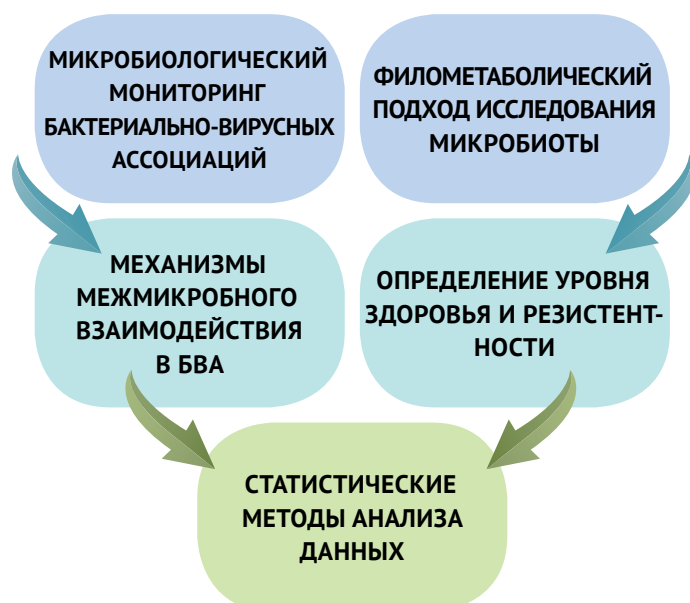 МИКРОБИОЛОГИЧЕСКИЙ
МОНИТОРИНГ
БАКТЕРИАЛЬНО-ВИРУСНЫХ
АССОЦИАЦИЙ
ФИЛОМЕТАБОЛИЧЕСКИЙ
ПОДХОД ИССЛЕДОВАНИЯ
МИКРОБИОТЫ
МЕХАНИЗМЫ
МЕЖМИКРОБНОГО
ВЗАИМОДЕЙСТВИЯ
В БВА
ОПРЕДЕЛЕНИЕ УРОВНЯ
ЗДОРОВЬЯ И РЕЗИСТЕНТ-
НОСТИ
СТАТИСТИЧЕСКИЕ
МЕТОДЫ АНАЛИЗА
ДАННЫХ